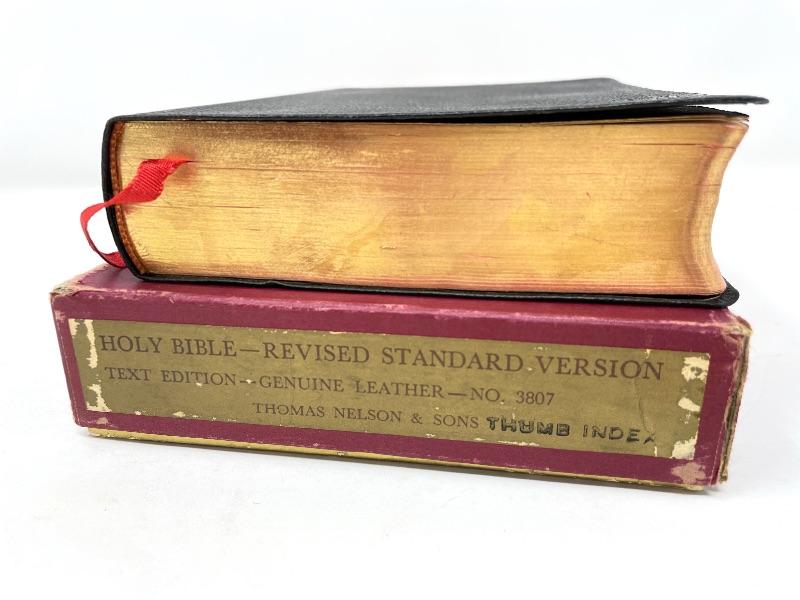 HOLY BIBLE—REVISED STANDARD VERSION
TEXT EDITION—GENUINE LEATHER—NO. 3807
THOMAS NELSON & SONS THUMB INDEX